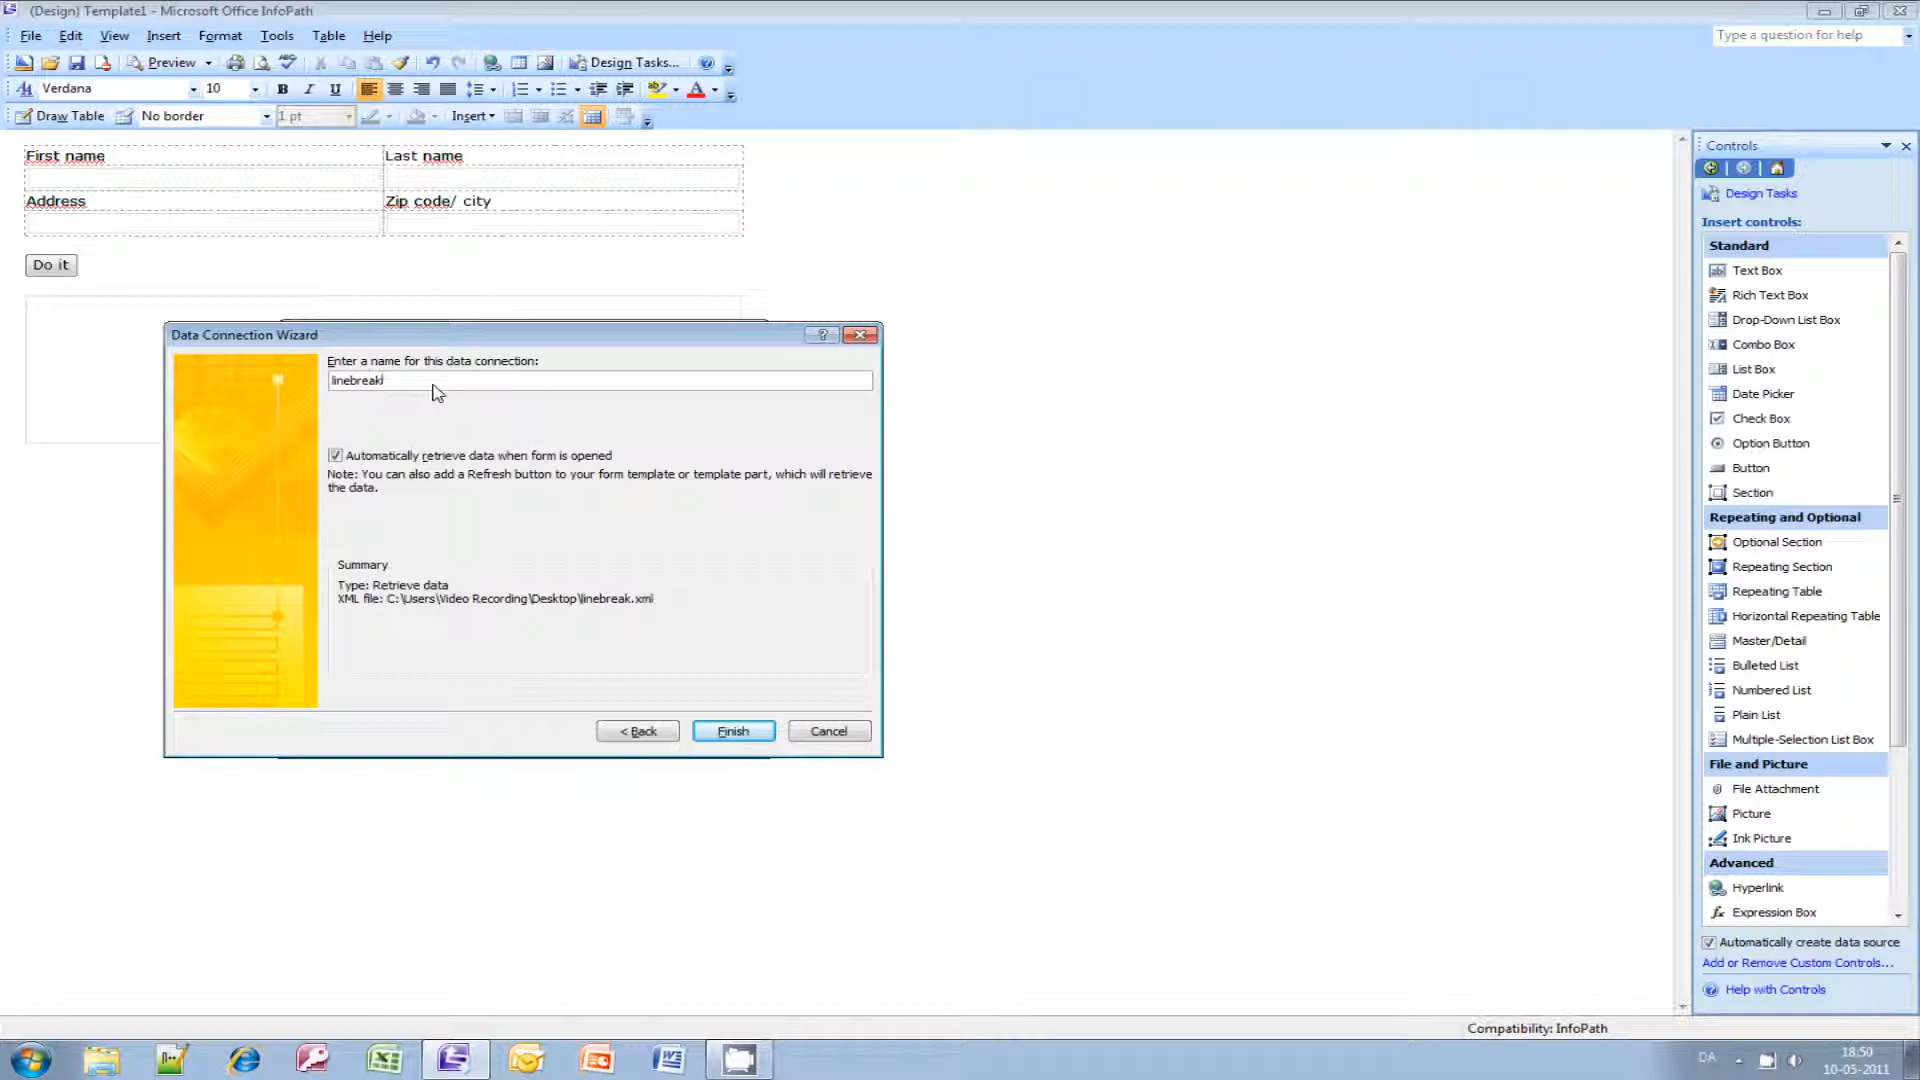 (Design) Template1 - Microsoft Office InfoPath
File Edit View Insert Format Tools Table Help
Type a question for help
Preview
Design Tasks...
Verdana 10 B I U
Draw Table No border 1 pt Insert
First name Last name
Address Zip code/ city
Do it
Data Connection Wizard
Enter a name for this data connection:
linebreak
Automatically retrieve data when form is opened
Note: You can also add a Refresh button to your form template or template part, which will retrieve
the data.
Summary
Type: Retrieve data
XML file: C:\Users\Video Recording\Desktop\linebreak.xml
< Back Finish Cancel
Controls
Design Tasks
Insert controls:
Standard
Text Box
Rich Text Box
Drop-Down List Box
Combo Box
List Box
Date Picker
Check Box
Option Button
Button
Section
Repeating and Optional
Optional Section
Repeating Section
Repeating Table
Horizontal Repeating Table
Master/Detail
Bulleted List
Numbered List
Plain List
Multiple-Selection List Box
File and Picture
File Attachment
Picture
Ink Picture
Advanced
Hyperlink
Expression Box
Automatically create data source
Add or Remove Custom Controls...
Help with Controls
Compatibility: InfoPath
DA
18:50
10-05-2011